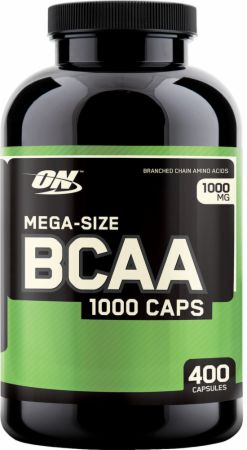 ON
BRANCHED CHAIN AMINO ACIDS
1000
MG
MEGA-SIZE
BCAA
1000 CAPS
400
CAPSULES